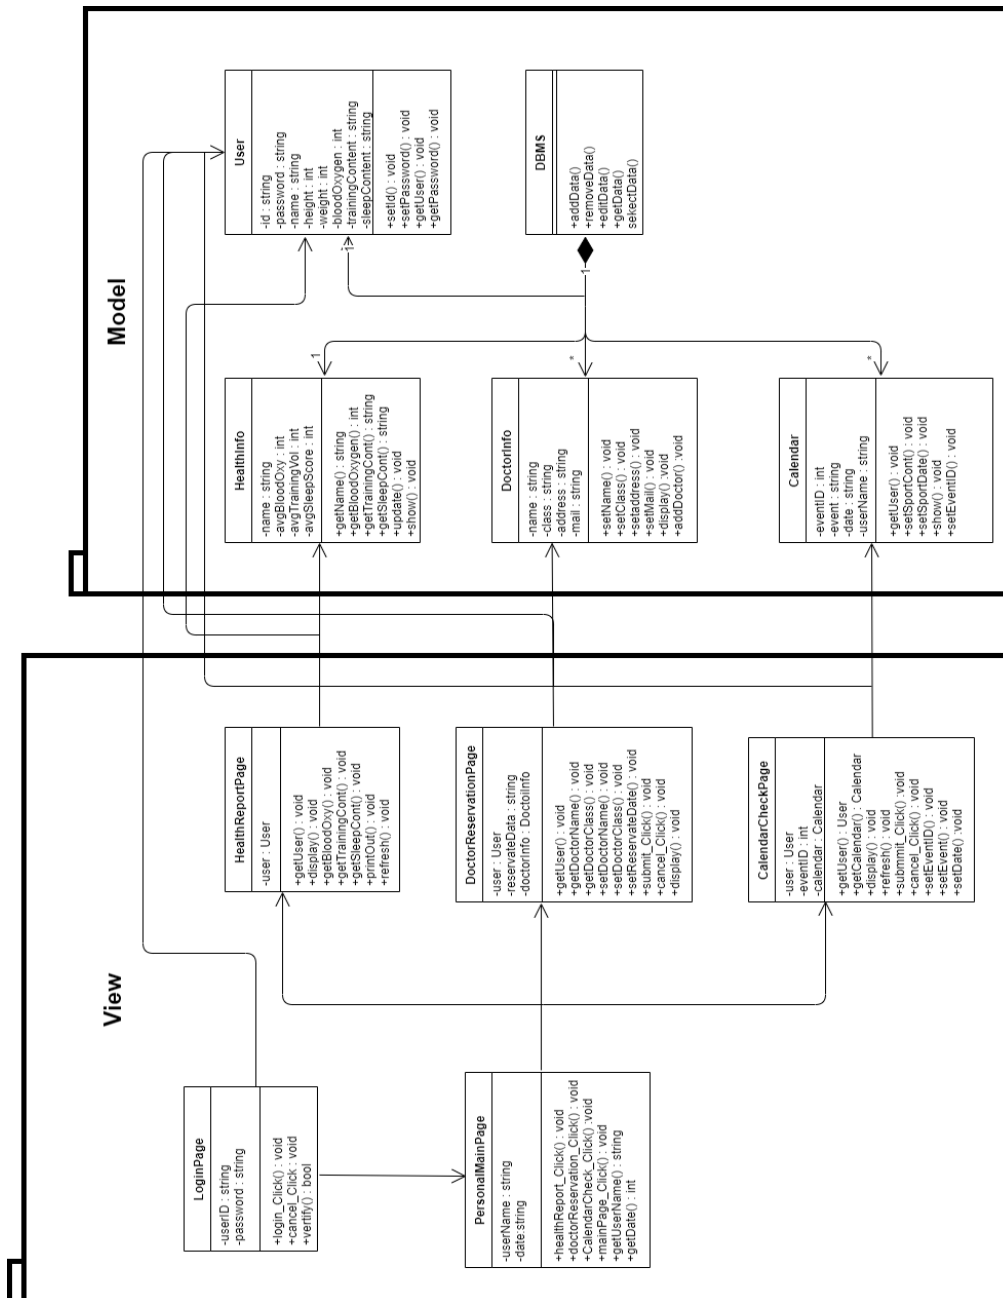 Model
User
-id : string
-password : string
-name : string
-height : int
-weight : int
-bloodOxygen : int
-trainingContent : string
-sleepContent : string
+setId() : void
+setPassword() : void
+getUser() : void
+getPassword() : void
DBMS
+addData()
+removeData()
+editData()
+getData()
sekectData()
1
1
1
*
*
HealthInfo
-name : string
-avgBloodOxy : int
-avgTrainingVol : int
-avgSleepScore : int
+getName() : string
+getBloodOxygen() : int
+getTrainingCont() : string
+getSleepCont() : string
+update() : void
+show() : void
DoctorInfo
-name : string
-class : string
-address : string
-mail : string
+setName() : void
+setClass() : void
+setaddress() : void
+setMail() : void
+display() : void
+addDoctor() :void
Calendar
-eventID : int
-event : string
-date : string
-userName : string
+getUser() : void
+setSportCont() : void
+setSportDate() : void
+show() : void
+setEventID() : void
View
HealthReportPage
-user : User
+getUser() : void
+display() : void
+getBloodOxy() : void
+getTrainingCont() : void
+getSleepCont() : void
+printOut() : void
+refresh() : void
DoctorReservationPage
-user : User
-reservateData : string
-doctorInfo : DoctoiInfo
+getUser() : void
+getDoctorName() : void
+getDoctorClass() : void
+setDoctorName() : void
+setDoctorClass() : void
+setReservateDate() : void
+submit_Click() : void
+cancel_Click() : void
+display() : void
CalendarCheckPage
-user : User
-eventID : int
-calendar : Calendar
+getUser() : User
+getCalendar() : Calendar
+display() : void
+refresh() : void
+submmit_Click() :void
+cancel_Click() : void
+setEventID() : void
+setEvent() : void
+setDate() :void
LoginPage
-userID : string
-password : string
+login_Click() : void
+cancel_Click : void
+vertify() : bool
PersonalMainPage
-userName : string
-date:string
+healthReport_Click() : void
+doctorReservation_Click() : void
+CalendarCheck_Click() :void
+mainPage_Click() : void
+getUserName() : string
+getDate() : int